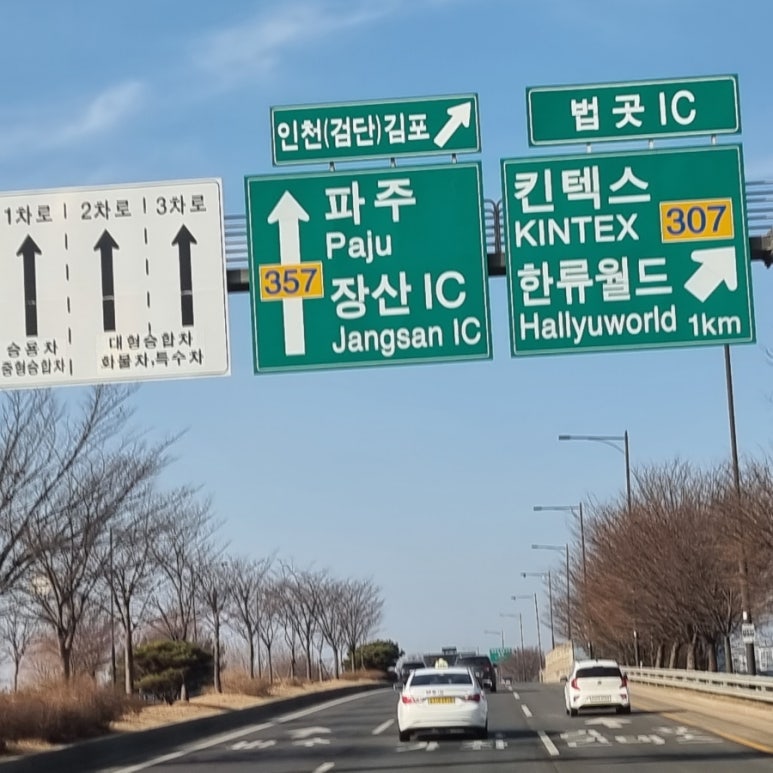 1차로 2차로 3차로
승용차
중형승합차
대형승합차
화물차,특수차
인천(검단)김포
파주
Paju
357
장산 IC
Jangsan IC
법곳 IC
킨텍스
KINTEX
307
한류월드
Hallyuworld 1km